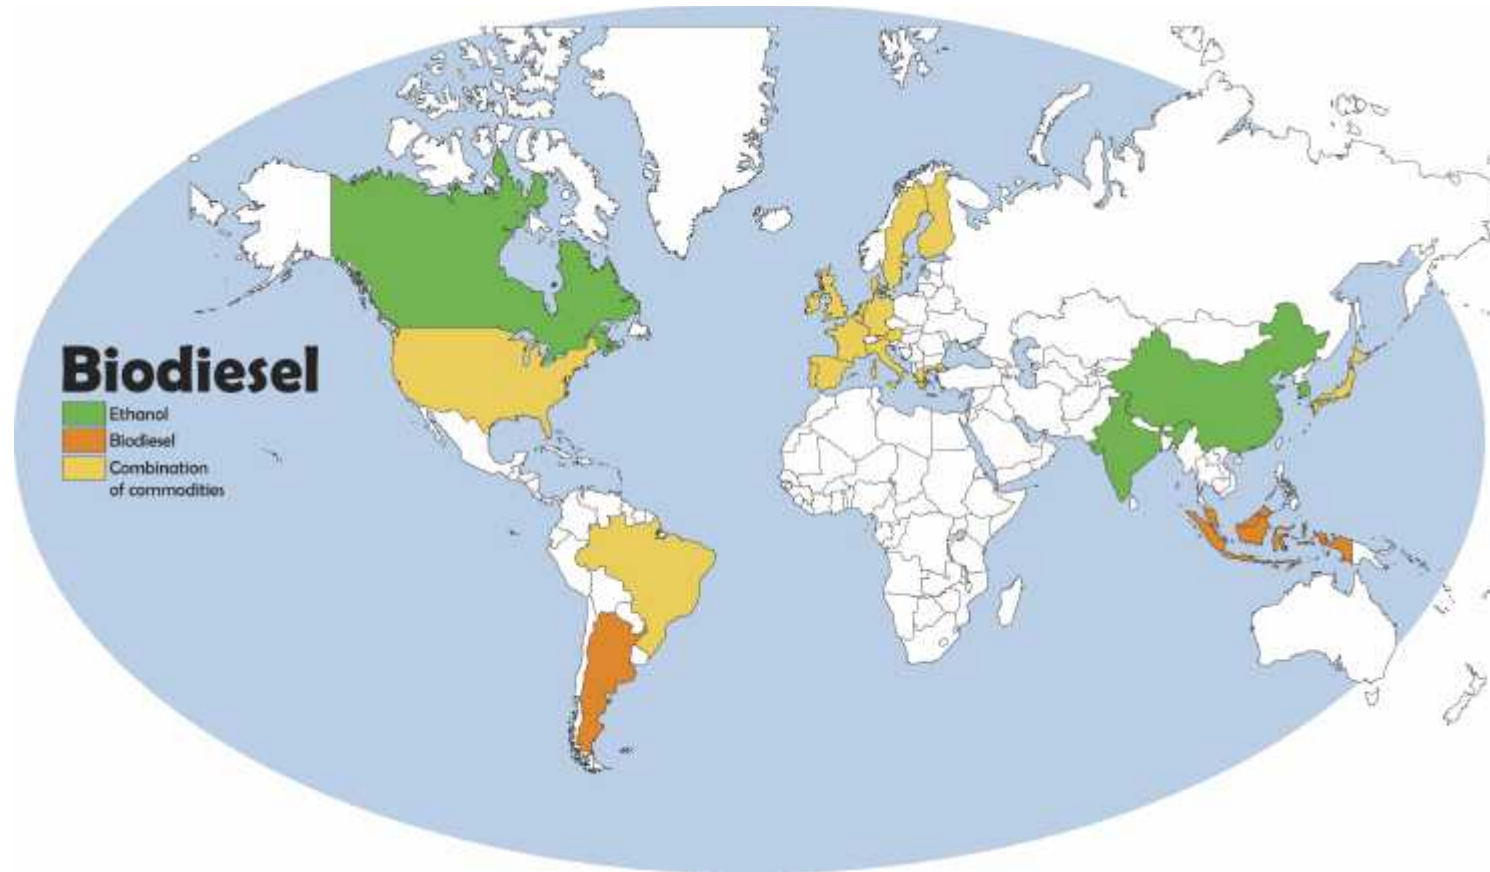 Biodiesel
Ethanol
Biodiesel
Combination
of commodities